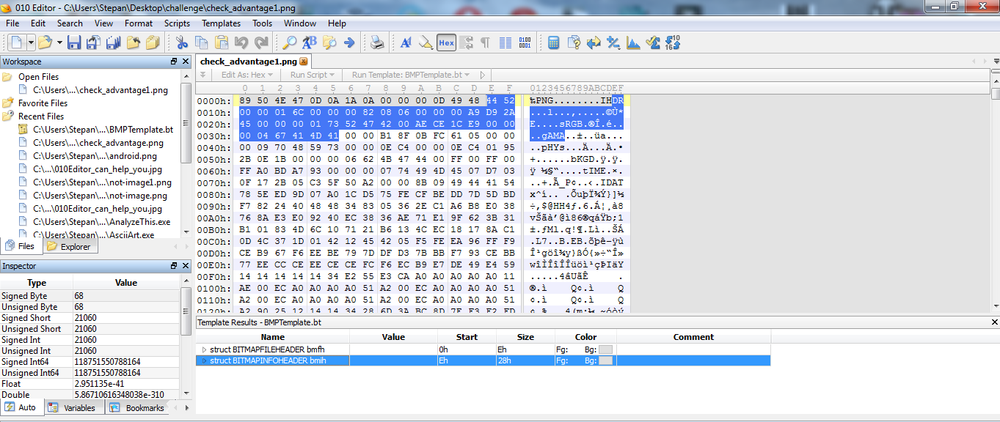 010 Editor - C:\Users\Stepan\Desktop\challenge\check_advantage1.png
File Edit Search View Format Scripts Templates Tools Window Help
Workspace
Open Files
C:\Users\...\check_advantage1.png
Favorite Files
Recent Files
C:\Users\Stepan\...\BMPTemplate.bt
C:\Users\Stepan\...\check_advantage.png
C:\Users\Stepan\...\android.png
C:\...\010Editor_can_help_you.jpg
C:\Users\Stepan\...\not-image1.png
C:\Users\Stepan\...\not-image.png
C:\...\010Editor_can_help_you.jpg
C:\Users\Stepan\...\AnalyzeThis.exe
C:\Users\Stepan\...\AsciiArt.exe
Files Explorer
Inspector
Type Value
Signed Byte 68
Unsigned Byte 68
Signed Short 21060
Unsigned Short 21060
Signed Int 21060
Unsigned Int 21060
Signed Int64 118751550788164
Unsigned Int64 118751550788164
Float 2.951135e-41
Double 5.86710616348038e-310
Auto Variables Bookmarks
check_advantage1.png
Edit As: Hex Run Script Run Template: BMPTemplate.bt
0 1 2 3 4 5 6 7 8 9 A B C D E F 0123456789ABCDEF
0000h: 89 50 4E 47 0D 0A 1A 0A 00 00 00 0D 49 48 44 52 ‰PNG........IHDR
0010h: 00 00 01 6C 00 00 00 82 08 06 00 00 00 A9 D9 2A ...l...‚.....©Ù*
0020h: 45 00 00 00 01 73 52 47 42 00 AE CE 1C E9 00 00 E....sRGB.®Î.é..
0030h: 00 04 67 41 4D 41 00 00 B1 8F 0B FC 61 05 00 00 ..gAMA..±..üa...
0040h: 00 09 70 48 59 73 00 00 0E C4 00 00 0E C4 01 95 ..pHYs...Ä...Ä.•
0050h: 2B 0E 1B 00 00 00 06 62 4B 47 44 00 FF 00 FF 00 +......bKGD.ÿ.ÿ.
0060h: FF A0 BD A7 93 00 00 00 07 74 49 4D 45 07 D7 03 ÿ ½§“....tIME.×.
0070h: 0F 17 2B 05 C3 5F 50 A2 00 00 8B 09 49 44 41 54 ..+.Ã_P¢..‹.IDAT
0080h: 78 5E ED 9D 07 A0 1C D5 75 FE CF BE DD 7D 5D BD x^í.. .ÕuþÏ¾Ý}]½
0090h: F7 82 24 40 48 48 34 83 05 36 2E C1 A6 B8 E0 38 ÷‚$@HH4ƒ.6.Á¦¸à8
00A0h: 76 8A E3 E0 92 40 EC 38 36 AE 71 E1 9F 62 3B 31 vŠãà’@ì86®qáŸb;1
00B0h: B1 01 83 4D 6C 10 71 21 B6 13 4C EC 18 17 8A C1 ±.ƒMl.q!¶.Lì..ŠÁ
00C0h: 0D 4C 37 1D 01 42 12 45 42 05 F5 FE EA 96 FF F9 .L7..B.EB.õþê–ÿù
00D0h: CE B9 67 F6 EE BE 79 7D DF D3 7B BB F7 93 CE BB Î¹göî¾y}ßÓ{»÷“Î»
00E0h: 77 EE CC CE EE CE CE FC F6 EC B9 E7 DE 49 E4 59 wîÌÎîÎÎüöì¹çÞIäY
00F0h: 14 14 14 14 14 34 E2 55 E3 CA A0 A0 A0 A0 A0 11 .....4âUãÊ     .
0100h: AE 00 EC A0 A0 A0 A0 51 A2 00 EC A0 A0 A0 A0 51 ®.ì    Q¢.ì    Q
0110h: A2 00 EC A0 A0 A0 A0 51 A2 00 EC A0 A0 A0 A0 51 ¢.ì    Q¢.ì    Q
Template Results - BMPTemplate.bt
Name Value Start Size Color Comment
struct BITMAPFILEHEADER bmfh 0h Eh Fg: Bg:
struct BITMAPINFOHEADER bmih Eh 28h Fg: Bg: